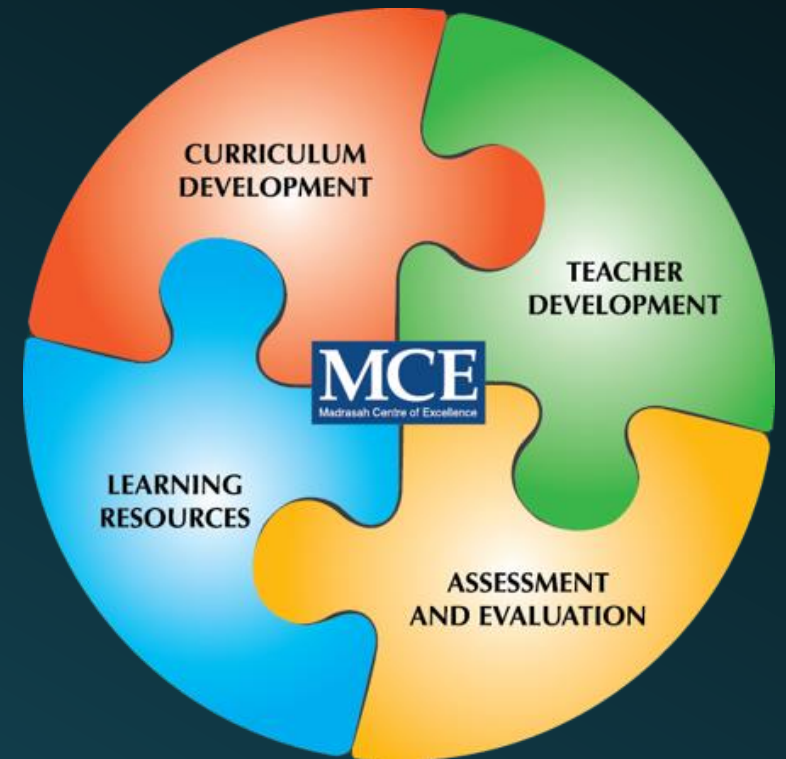 CURRICULUM
DEVELOPMENT
TEACHER
DEVELOPMENT
MCE
Madrasah Centre of Excellence
LEARNING
RESOURCES
ASSESSMENT
AND EVALUATION